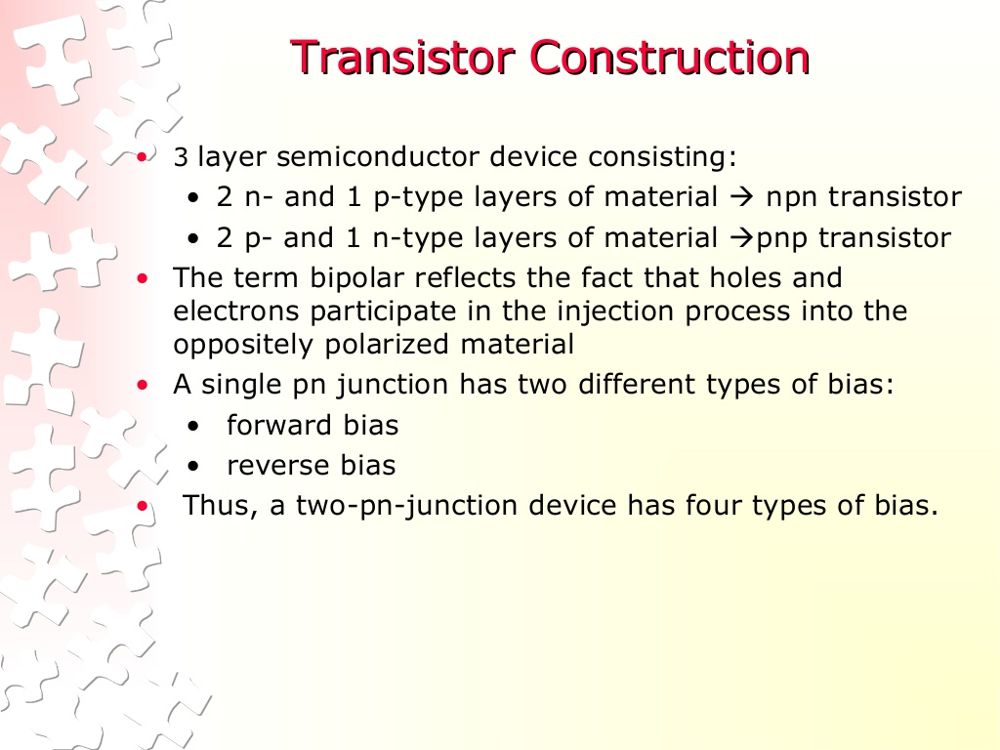 Transistor Construction
• 3 layer semiconductor device consisting:
• 2 n- and 1 p-type layers of material → npn transistor
• 2 p- and 1 n-type layers of material →pnp transistor
• The term bipolar reflects the fact that holes and
electrons participate in the injection process into the
oppositely polarized material
• A single pn junction has two different types of bias:
• forward bias
• reverse bias
• Thus, a two-pn-junction device has four types of bias.